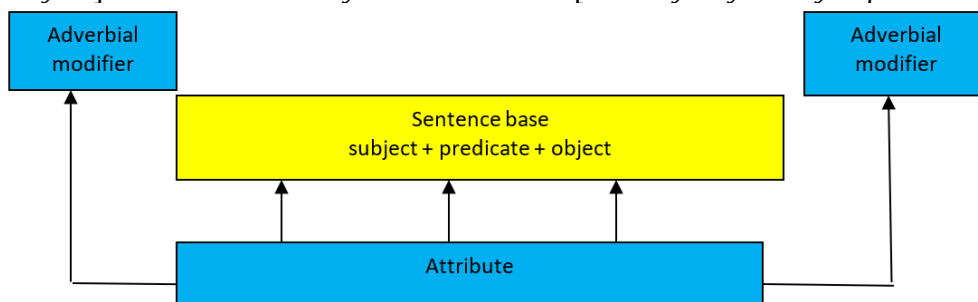 Adverbial
modifier
Adverbial
modifier
Sentence base
subject + predicate + object
Attribute